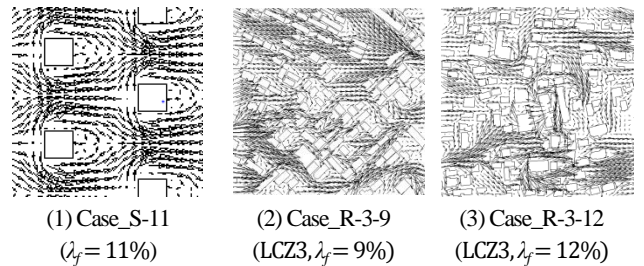 (1) Case_S-11
(λf = 11%)
(2) Case_R-3-9
(LCZ3, λf = 9%)
(3) Case_R-3-12
(LCZ3, λf = 12%)